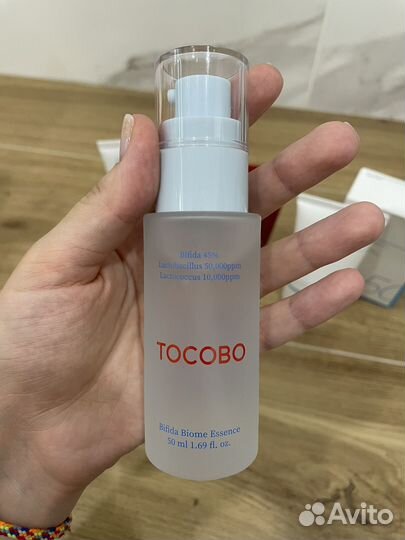 Bifida 45%
Lactobacillus 50,000ppm
Lactococcus 10,000ppm
TOCOBO
Bifida Biome Essence
50 ml 1.69 fl. oz.
Avito